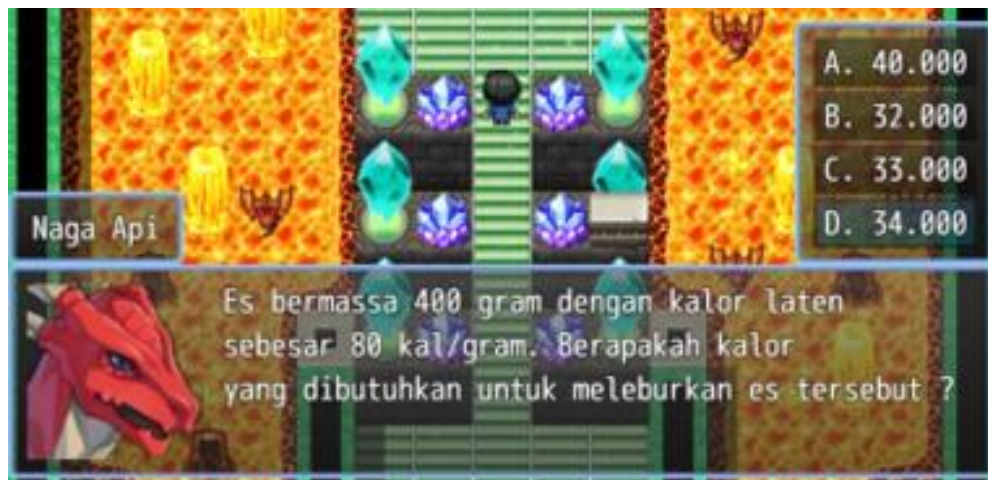 A. 40.000
B. 32.000
C. 33.000
D. 34.000
Naga Api
Es bermassa 400 gram dengan kalor laten
sebesar 80 kal/gram. Berapakah kalor
yang dibutuhkan untuk meleburkan es tersebut ?